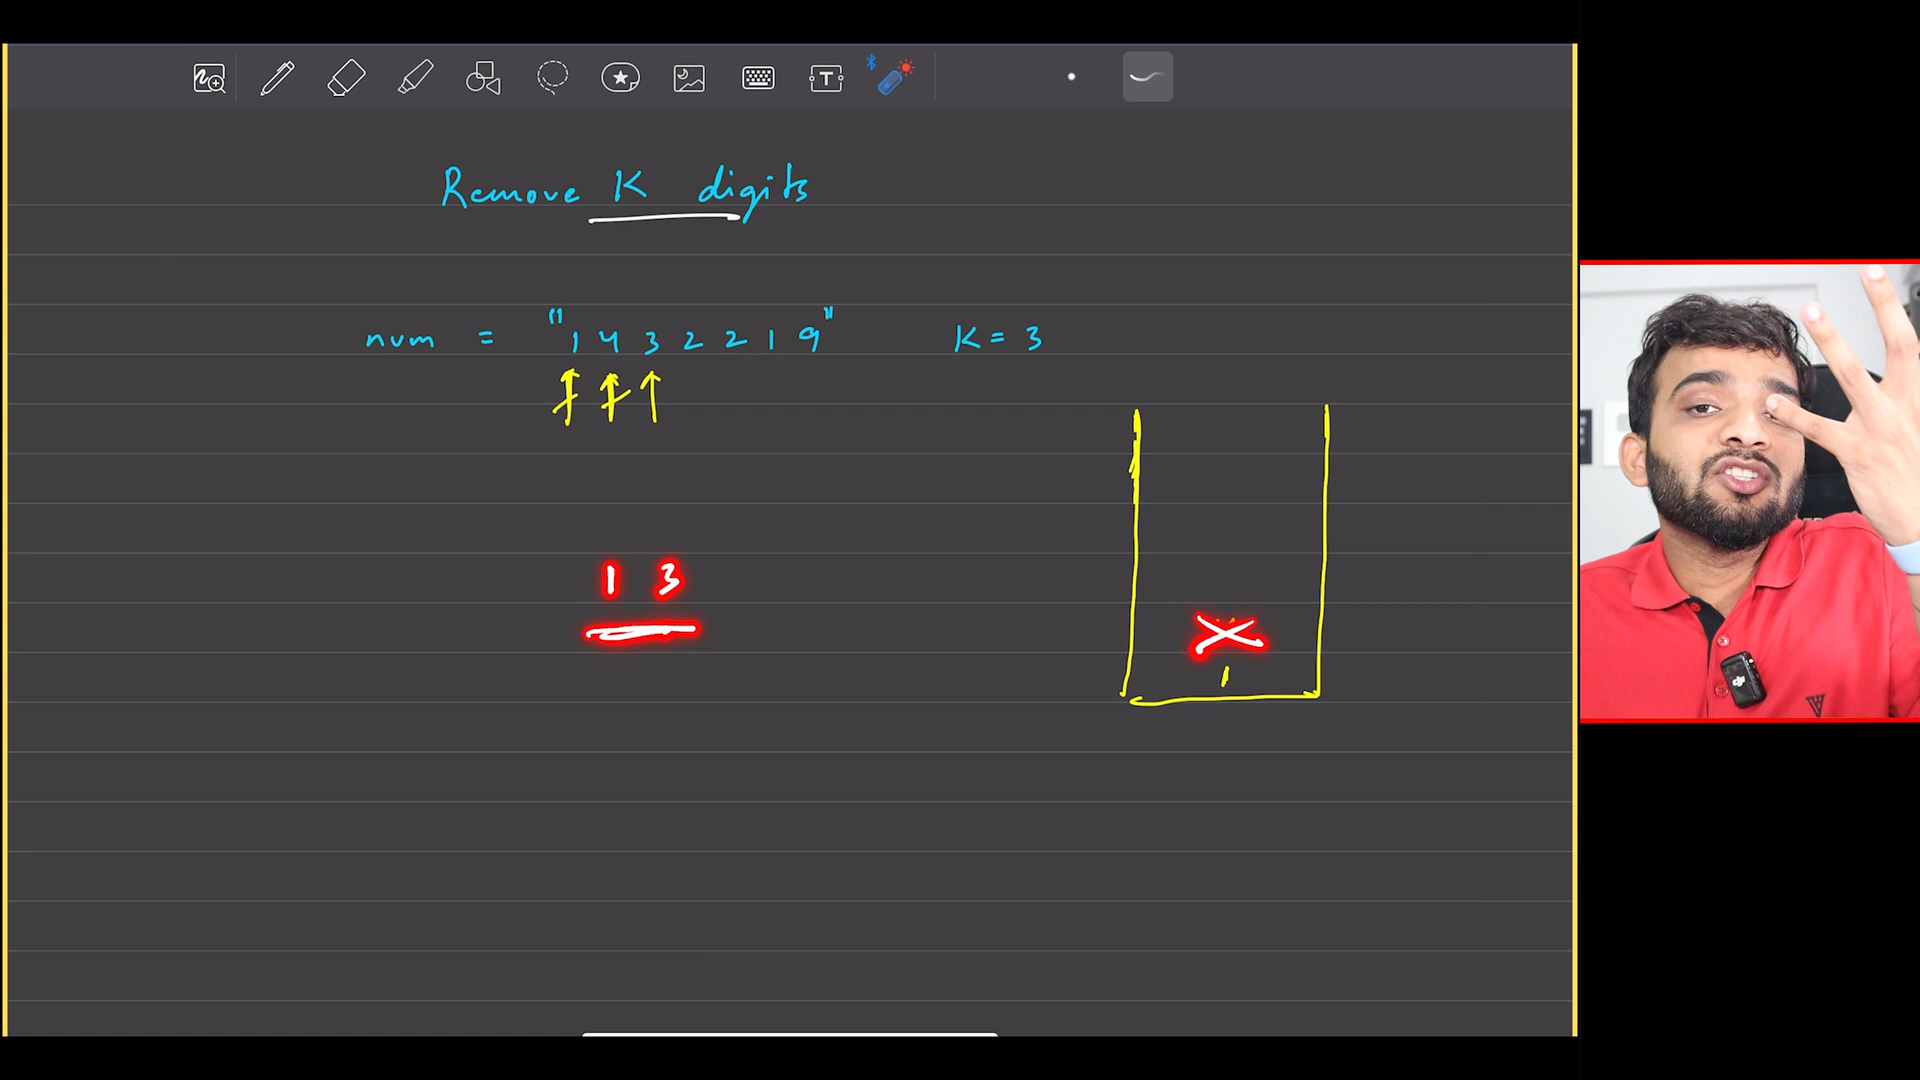 Remove K digits
num = "1432219" K = 3
1 3
1